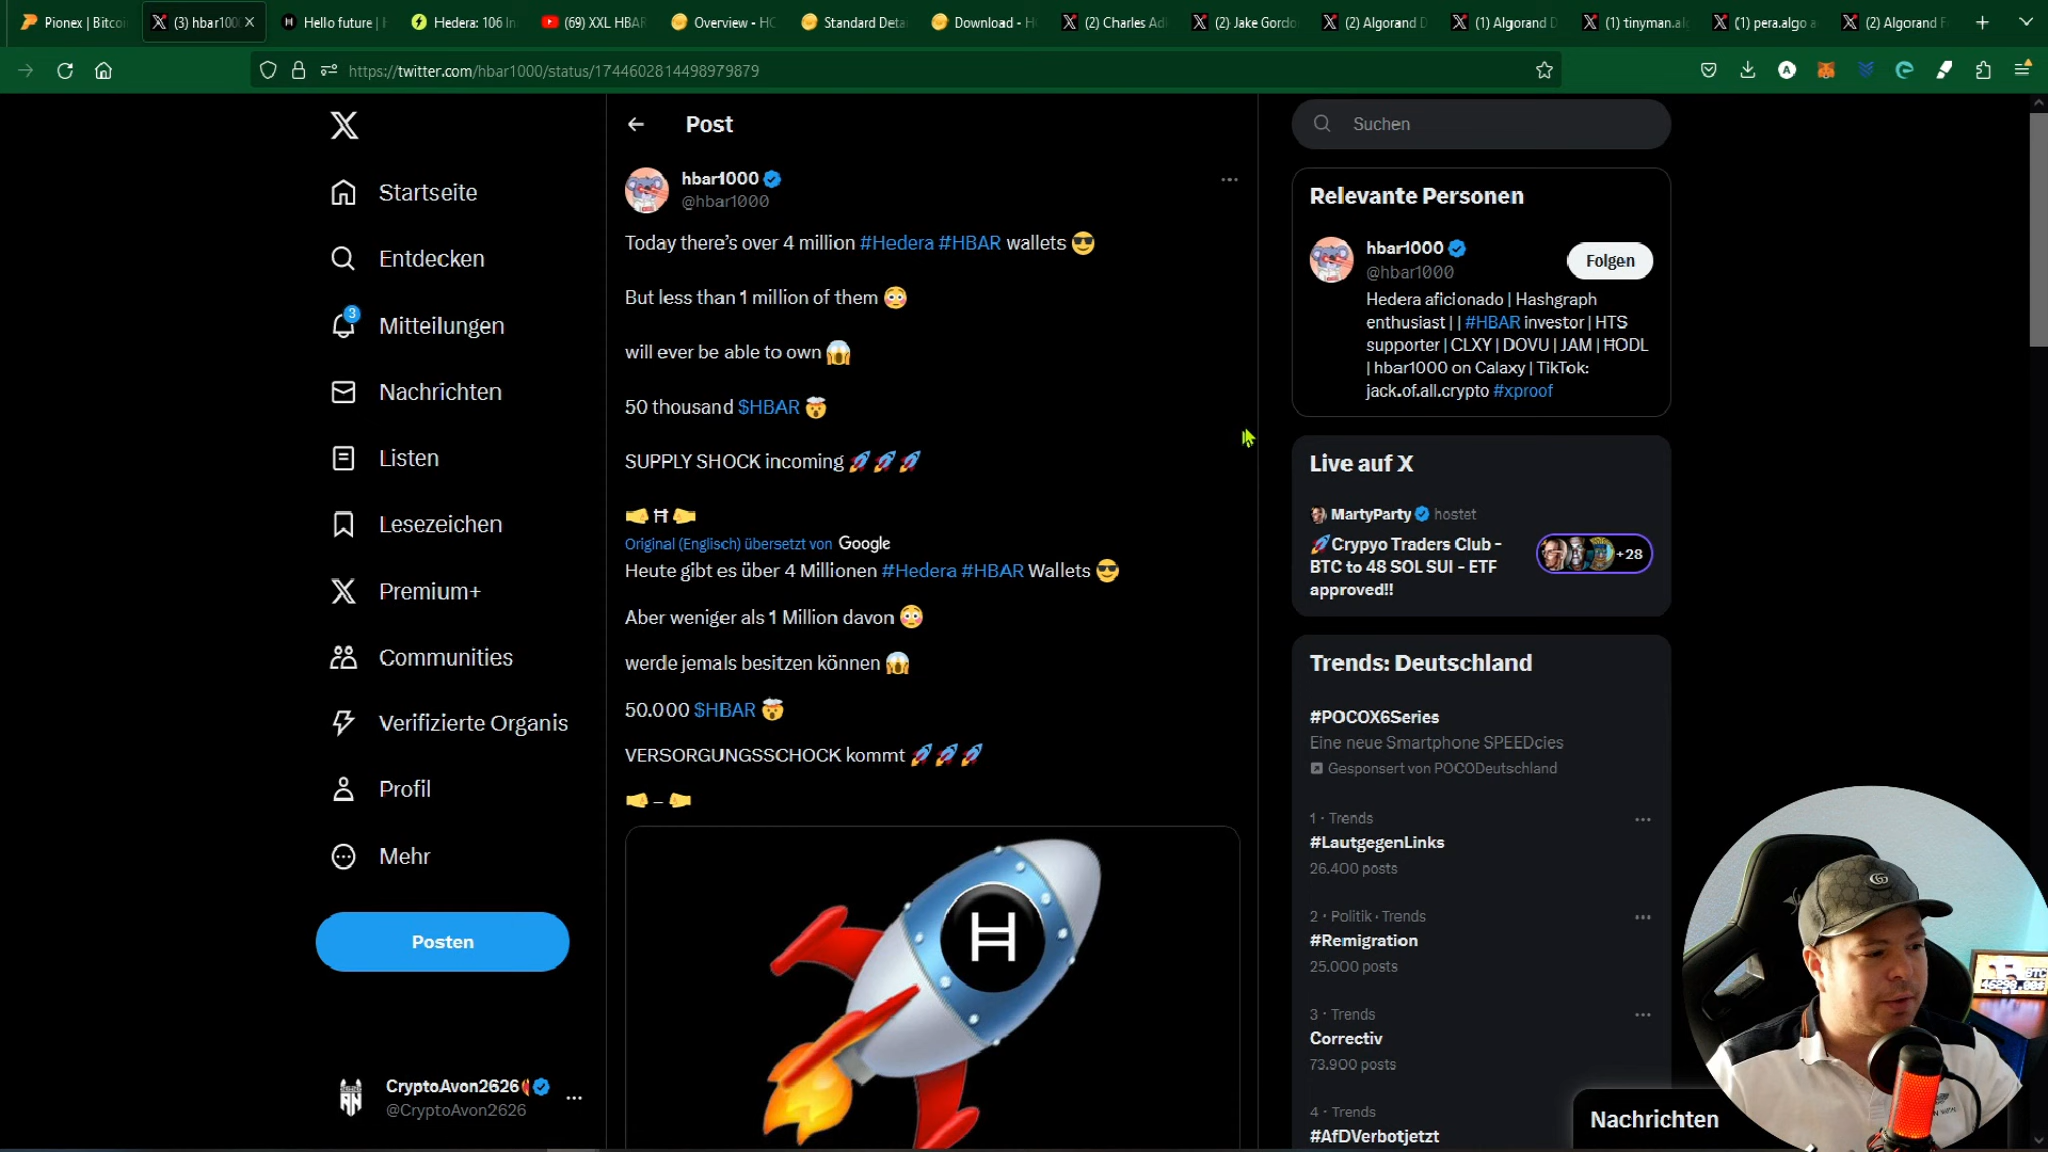 Pionex | Bitco
(3) hbar100
Hello future | H
Hedera: 106 In
(69) XXL HBAR
Overview - HC
Standard Deta
Download - H
(2) Charles Ad
(2) Jake Gordo
(2) Algorand D
(1) Algorand D
(1) tinyman.al
(1) pera.algo a
(2) Algorand F
https://twitter.com/hbar1000/status/1744602814498979879
Startseite
Entdecken
3
Mitteilungen
Nachrichten
Listen
Lesezeichen
Premium+
Communities
Verifizierte Organis
Profil
Mehr
Posten
CryptoAvon2626
@CryptoAvon2626
Post
hbar1000
@hbar1000
Today there's over 4 million #Hedera #HBAR wallets 😎
But less than 1 million of them 😳
will ever be able to own 😱
50 thousand $HBAR 🤯
SUPPLY SHOCK incoming 🚀🚀🚀
🤜Ħ🤛
Original (Englisch) übersetzt von Google
Heute gibt es über 4 Millionen #Hedera #HBAR Wallets 😎
Aber weniger als 1 Million davon 😳
werde jemals besitzen können 😱
50.000 $HBAR 🤯
VERSORGUNGSSCHOCK kommt 🚀🚀🚀
🤜 – 🤛
Suchen
Relevante Personen
hbar1000
@hbar1000
Folgen
Hedera aficionado | Hashgraph
enthusiast | | #HBAR investor | HTS
supporter | CLXY | DOVU | JAM | HODL
| hbar1000 on Calaxy | TikTok:
jack.of.all.crypto #xproof
Live auf X
MartyParty hostet
🚀Crypyo Traders Club -
BTC to 48 SOL SUI - ETF
approved!!
+28
Trends: Deutschland
#POCOX6Series
Eine neue Smartphone SPEEDcies
Gesponsert von POCODeutschland
1 · Trends
#LautgegenLinks
26.400 posts
2 · Politik · Trends
#Remigration
25.000 posts
3 · Trends
Correctiv
73.900 posts
4 · Trends
#AfDVerbotjetzt
Nachrichten
BTC
46290.00$